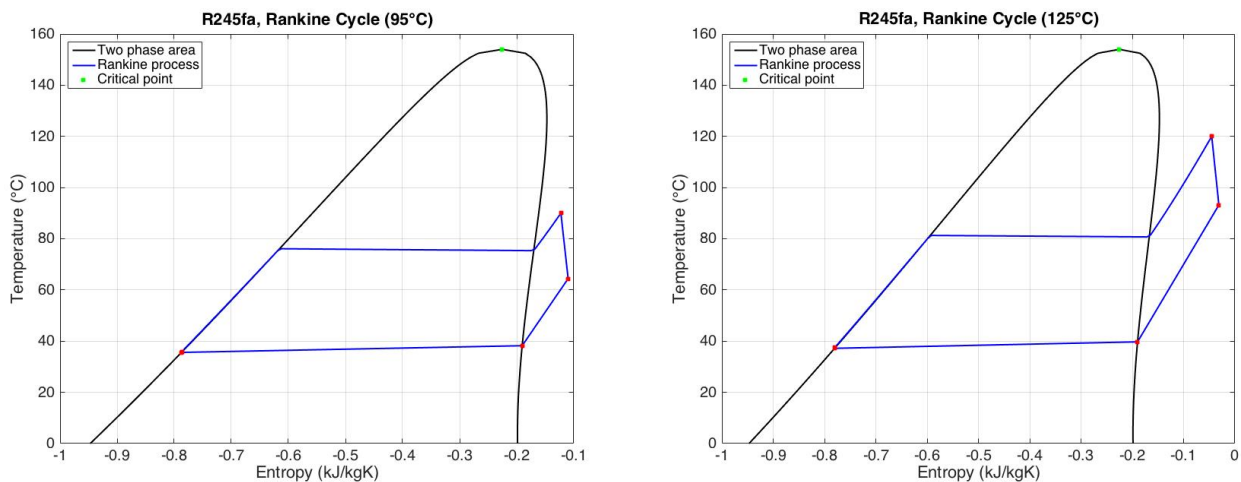 R245fa, Rankine Cycle (95°C)
160
140
120
100
80
60
40
20
0
Temperature (°C)
Two phase area
Rankine process
Critical point
-1 -0.9 -0.8 -0.7 -0.6 -0.5 -0.4 -0.3 -0.2 -0.1
Entropy (kJ/kgK)
R245fa, Rankine Cycle (125°C)
160
140
120
100
80
60
40
20
0
Temperature (°C)
Two phase area
Rankine process
Critical point
-1 -0.9 -0.8 -0.7 -0.6 -0.5 -0.4 -0.3 -0.2 -0.1 0
Entropy (kJ/kgK)